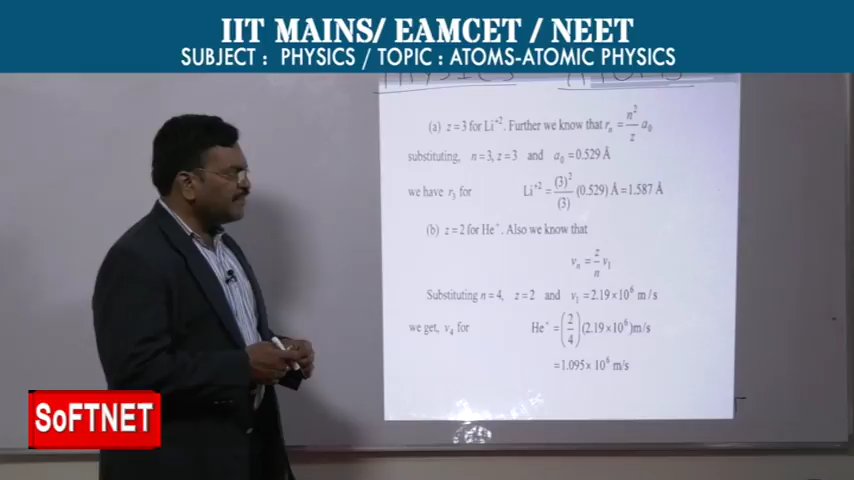 IIT MAINS/ EAMCET / NEET
SUBJECT : PHYSICS / TOPIC : ATOMS-ATOMIC PHYSICS
(a) z = 3 for Li⁺². Further we know that rₙ = n²/z a₀
substituting, n = 3, z = 3 and a₀ = 0.529 Å
we have r₃ for Li⁺² = (3)²/(3) (0.529) Å = 1.587 Å
(b) z = 2 for He⁺. Also we know that
vₙ = z/n v₁
Substituting n = 4, z = 2 and v₁ = 2.19 × 10⁶ m/s
we get, v₄ for He⁺ = (2/4) (2.19 × 10⁶) m/s
= 1.095 × 10⁶ m/s
SoFTNET